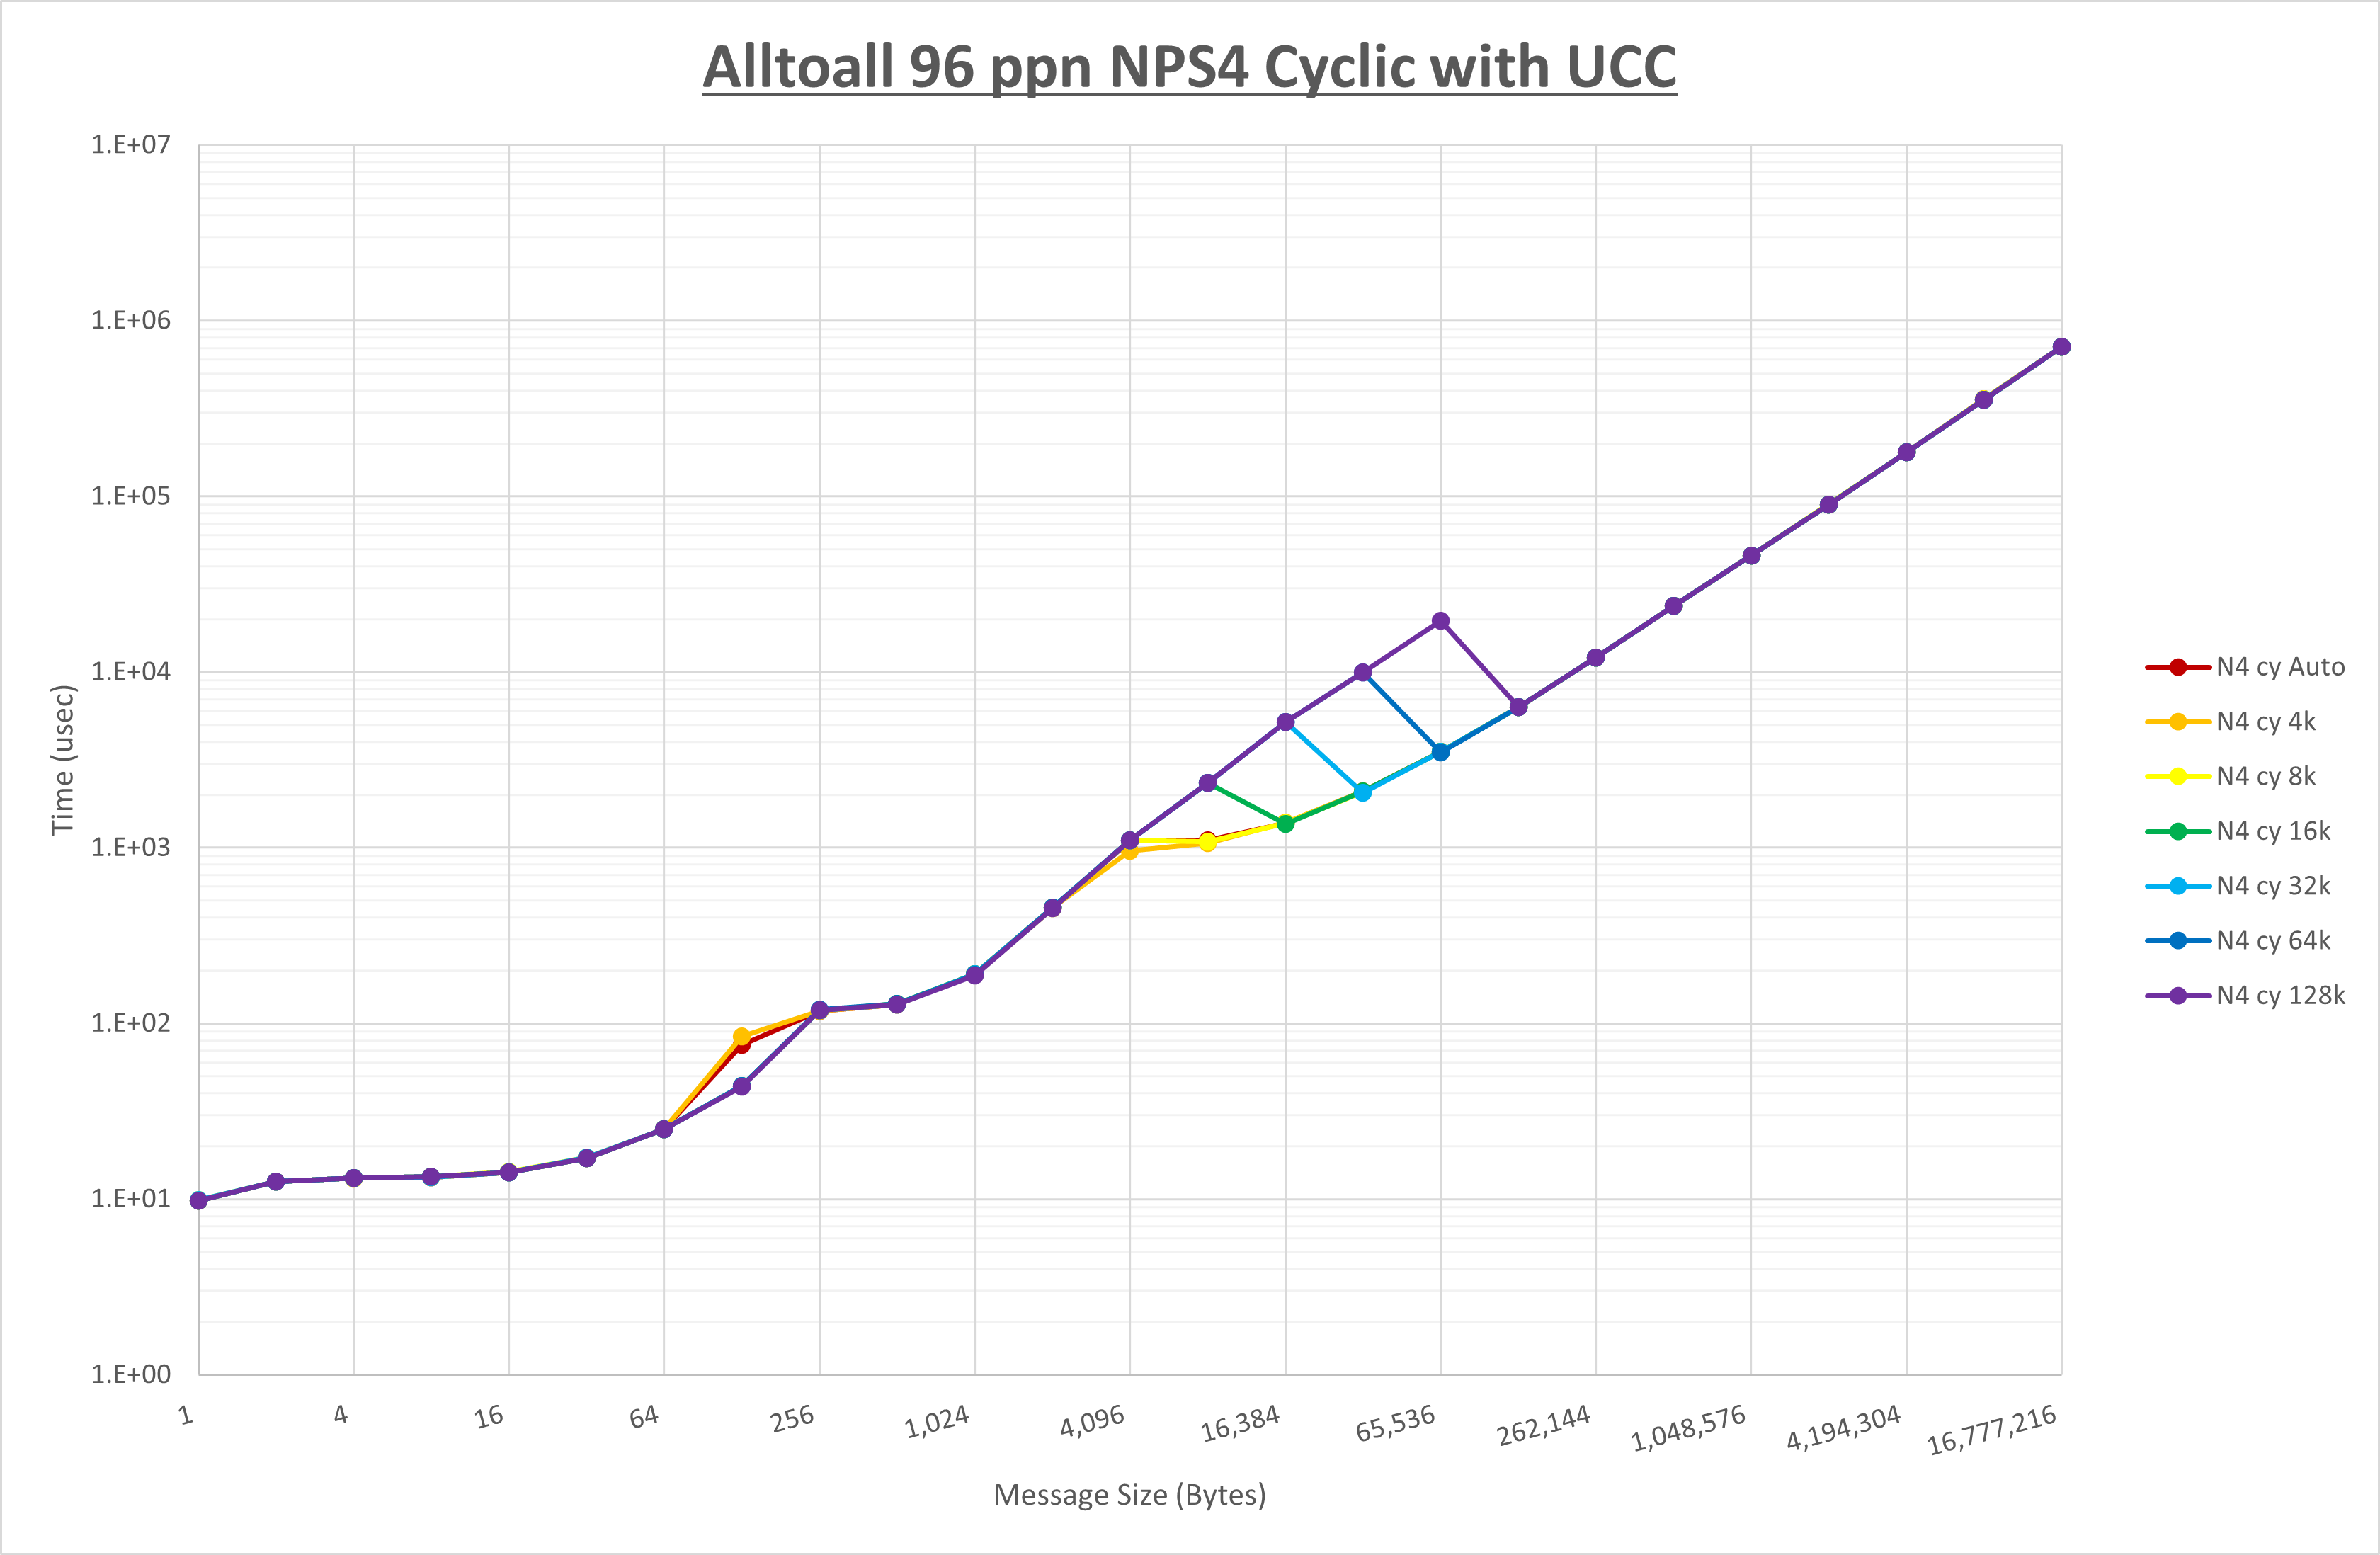 Alltoall 96 ppn NPS4 Cyclic with UCC
1.E+07
1.E+06
1.E+05
1.E+04
1.E+03
1.E+02
1.E+01
1.E+00
Time (usec)
1
4
16
64
256
1,024
4,096
16,384
65,536
262,144
1,048,576
4,194,304
16,777,216
Message Size (Bytes)
N4 cy Auto
N4 cy 4k
N4 cy 8k
N4 cy 16k
N4 cy 32k
N4 cy 64k
N4 cy 128k